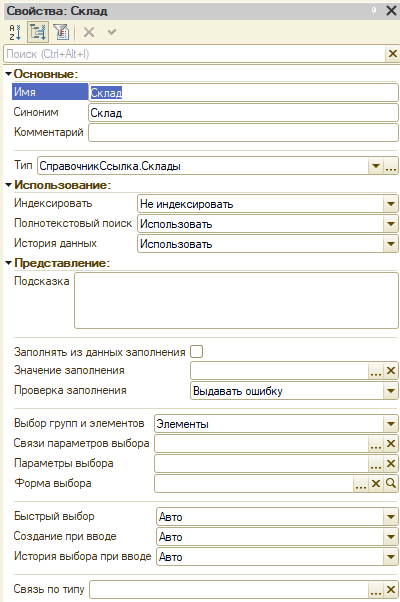 Свойства: Склад
Поиск (Ctrl+Alt+I)
Основные:
Имя Склад
Синоним Склад
Комментарий
Тип СправочникСсылка.Склады
Использование:
Индексировать Не индексировать
Полнотекстовый поиск Использовать
История данных Использовать
Представление:
Подсказка
Заполнять из данных заполнения
Значение заполнения
Проверка заполнения Выдавать ошибку
Выбор групп и элементов Элементы
Связи параметров выбора
Параметры выбора
Форма выбора
Быстрый выбор Авто
Создание при вводе Авто
История выбора при вводе Авто
Связь по типу